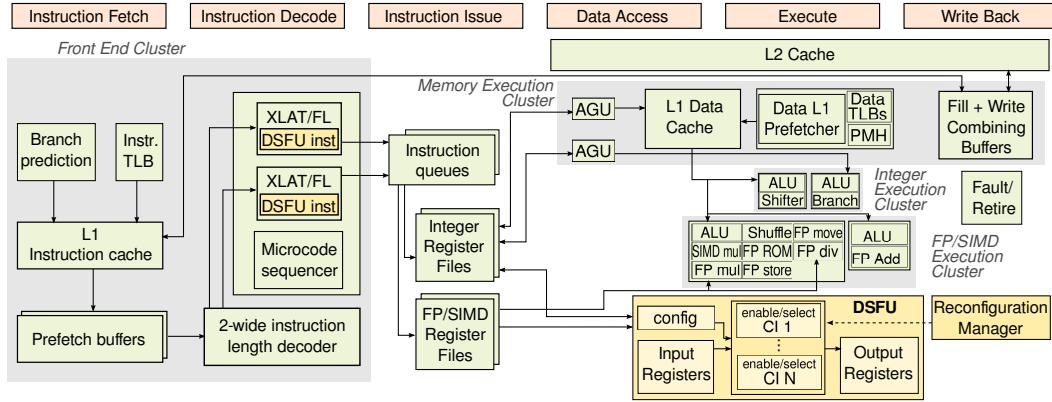 Instruction Fetch
Instruction Decode
Instruction Issue
Data Access
Execute
Write Back
Front End Cluster
L2 Cache
Memory Execution
Cluster
Branch
prediction
Instr.
TLB
XLAT/FL
DSFU inst
XLAT/FL
DSFU inst
Microcode
sequencer
L1
Instruction cache
Prefetch buffers
2-wide instruction
length decoder
Instruction
queues
Integer
Register
Files
FP/SIMD
Register
Files
AGU
AGU
L1 Data
Cache
Data L1
Prefetcher
Data
TLBs
PMH
Fill + Write
Combining
Buffers
ALU
Shifter
ALU
Branch
Integer
Execution
Cluster
Fault/
Retire
ALU
Shuffle
FP move
SIMD mul
FP ROM
FP div
FP mul
FP store
ALU
FP Add
FP/SIMD
Execution
Cluster
config
Input
Registers
enable/select
CI 1
enable/select
CI N
DSFU
Output
Registers
Reconfiguration
Manager